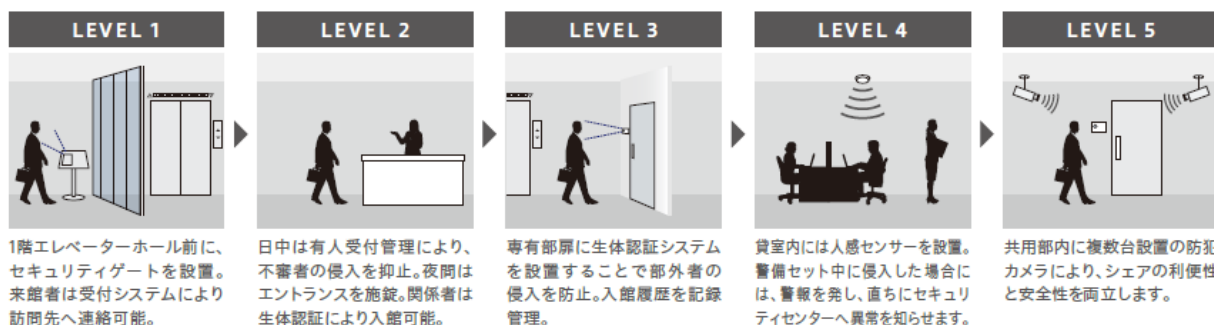 LEVEL 1
1階エレベーターホール前に、
セキュリティゲートを設置。
来館者は受付システムにより
訪問先へ連絡可能。
LEVEL 2
日中は有人受付管理により、
不審者の侵入を抑止。夜間は
エントランスを施錠。関係者は
生体認証により入館可能。
LEVEL 3
専有部扉に生体認証システム
を設置することで部外者の
侵入を防止。入館履歴を記録
管理。
LEVEL 4
貸室内には人感センサーを設置。
警備セット中に侵入した場合に
は、警報を発し、直ちにセキュリ
ティセンターへ異常を知らせます。
LEVEL 5
共用部内に複数台設置の防犯
カメラにより、シェアの利便性
と安全性を両立します。